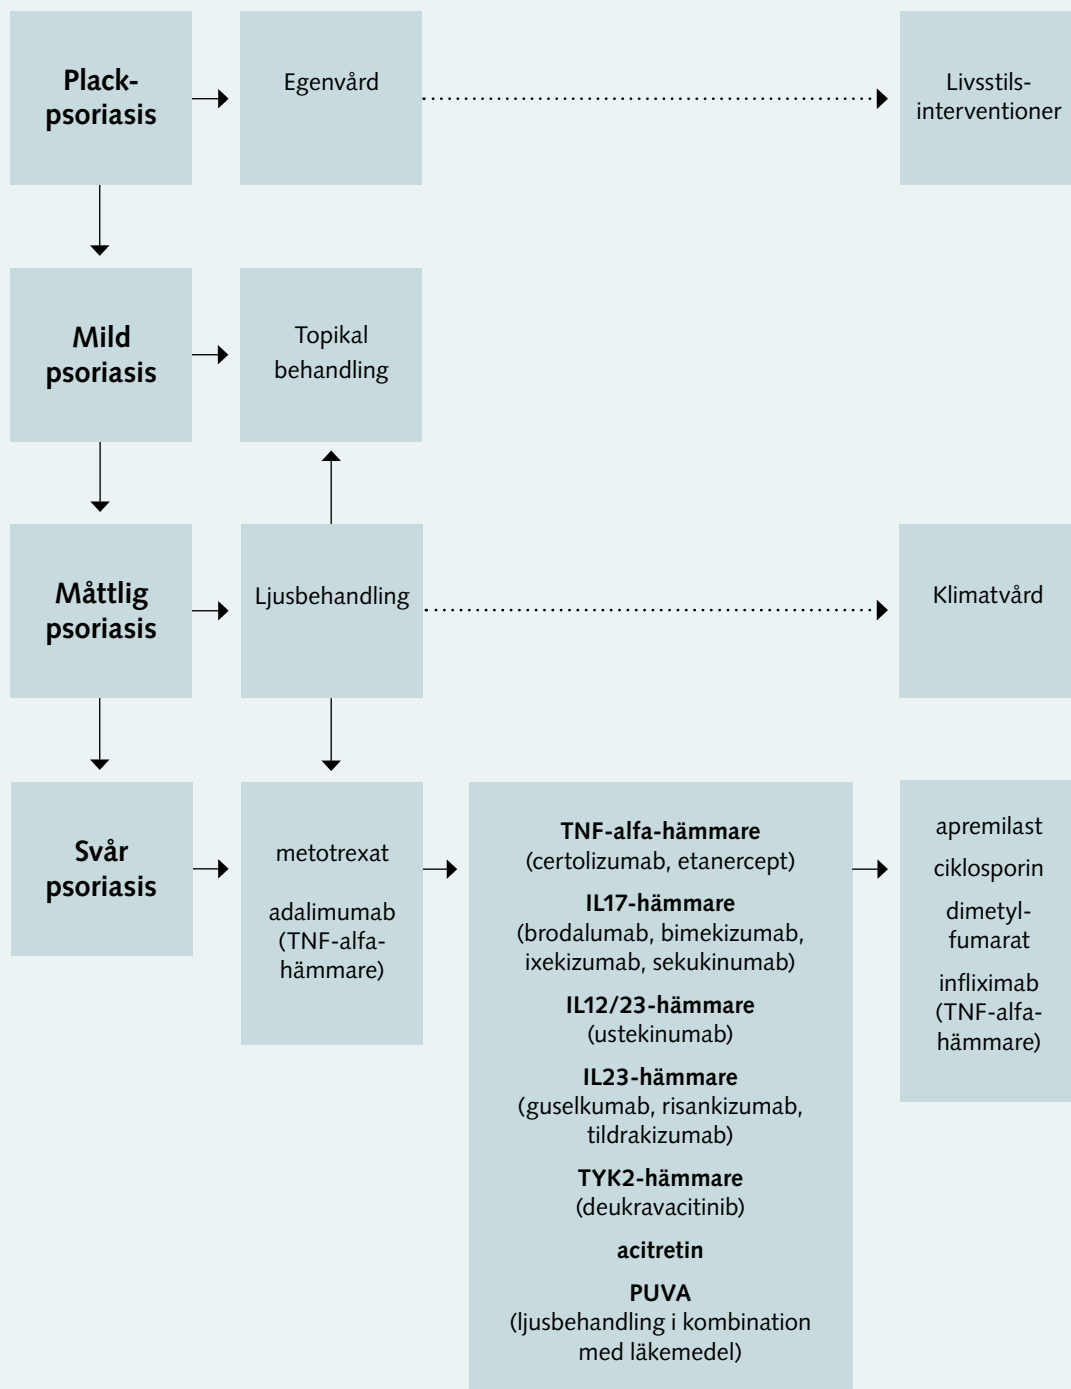 Plack-
psoriasis
Egenvård
Livsstils-
interventioner
Mild
psoriasis
Topikal
behandling
Måttlig
psoriasis
Ljusbehandling
Klimatvård
Svår
psoriasis
metotrexat
adalimumab
(TNF-alfa-
hämmare)
TNF-alfa-hämmare
(certolizumab, etanercept)
IL17-hämmare
(brodalumab, bimekizumab,
ixekizumab, sekukinumab)
IL12/23-hämmare
(ustekinumab)
IL23-hämmare
(guselkumab, risankizumab,
tildrakizumab)
TYK2-hämmare
(deukravacitinib)
acitretin
PUVA
(ljusbehandling i kombination
med läkemedel)
apremilast
ciklosporin
dimetyl-
fumarat
infliximab
(TNF-alfa-
hämmare)